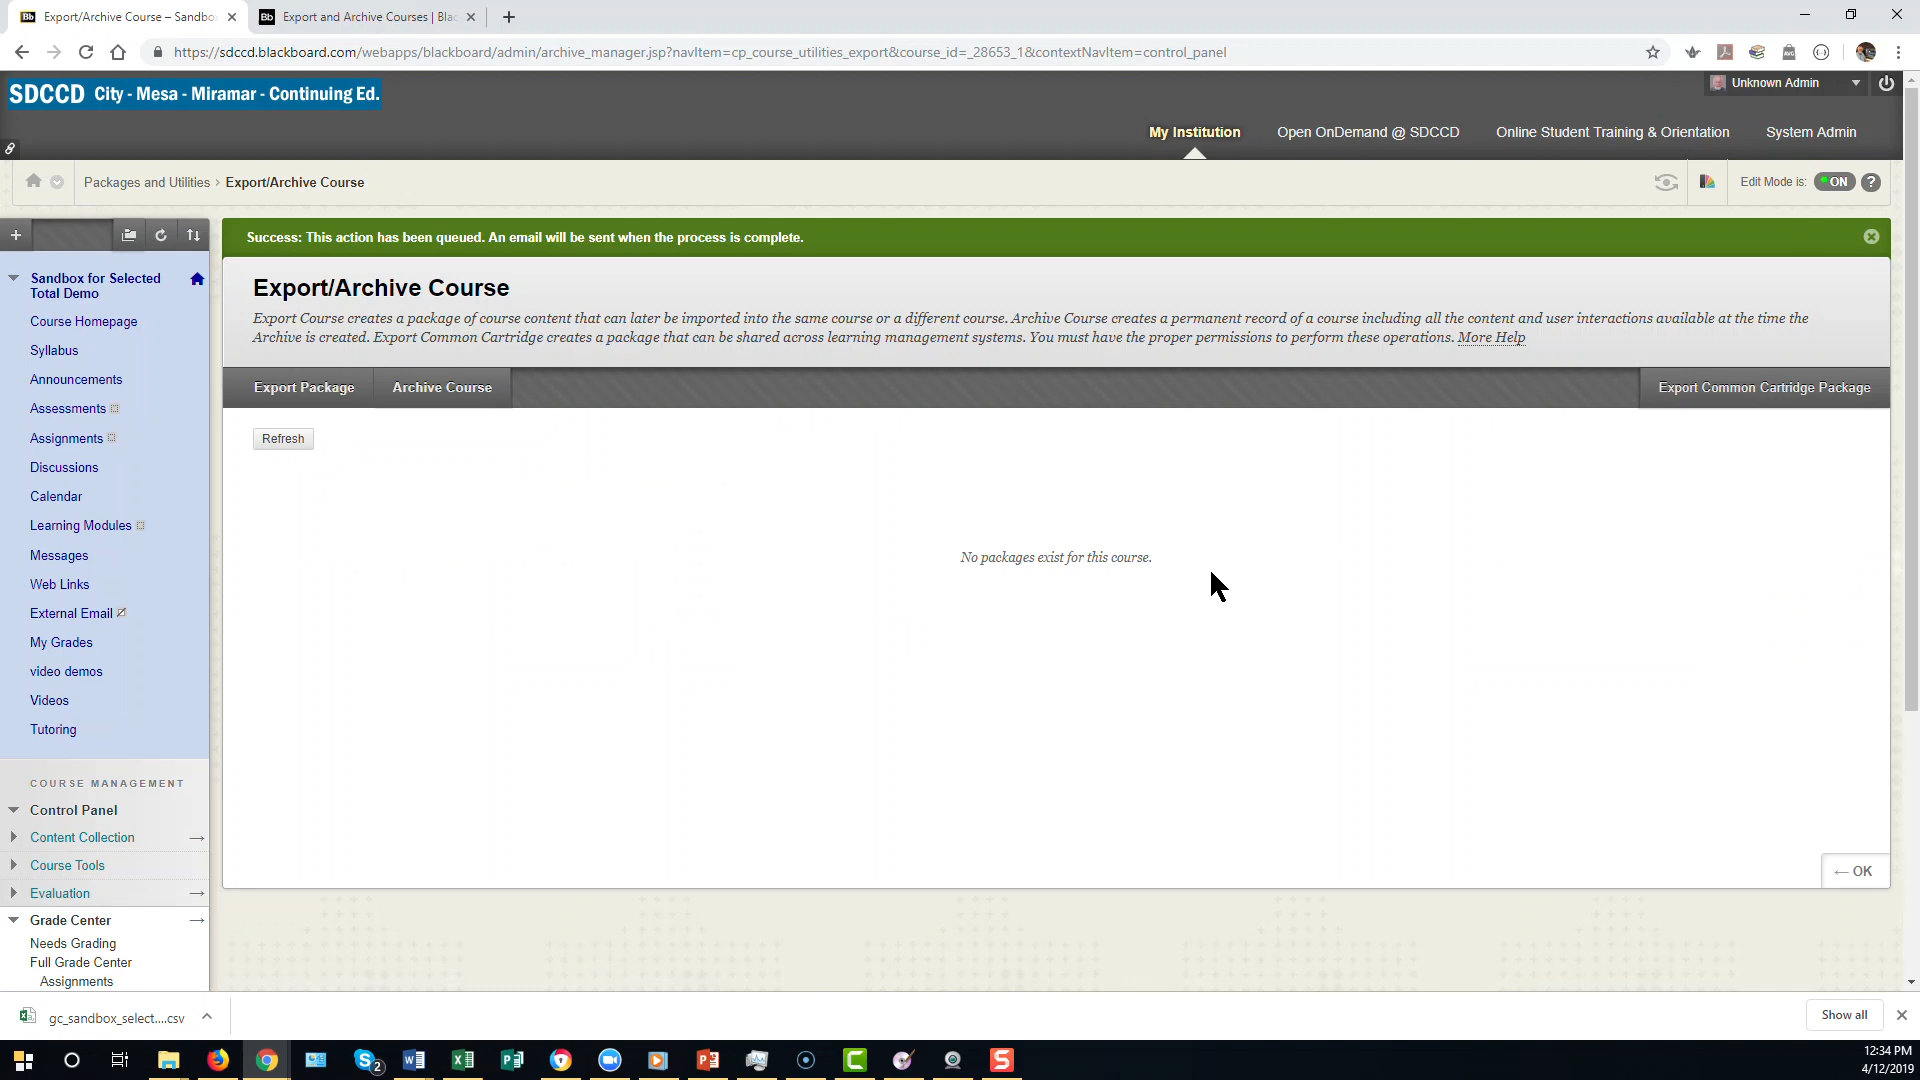 Export/Archive Course – Sandbo
Export and Archive Courses | Blac
https://sdccd.blackboard.com/webapps/blackboard/admin/archive_manager.jsp?navItem=cp_course_utilities_export&course_id=_28653_1&contextNavItem=control_panel
SDCCD City - Mesa - Miramar - Continuing Ed.
Unknown Admin
My Institution
Open OnDemand @ SDCCD
Online Student Training & Orientation
System Admin
Packages and Utilities › Export/Archive Course
Edit Mode is: ON ?
Success: This action has been queued. An email will be sent when the process is complete.
Sandbox for Selected
Total Demo
Course Homepage
Syllabus
Announcements
Assessments
Assignments
Discussions
Calendar
Learning Modules
Messages
Web Links
External Email
My Grades
video demos
Videos
Tutoring
COURSE MANAGEMENT
Control Panel
Content Collection
Course Tools
Evaluation
Grade Center
Needs Grading
Full Grade Center
Assignments
Export/Archive Course
Export Course creates a package of course content that can later be imported into the same course or a different course. Archive Course creates a permanent record of a course including all the content and user interactions available at the time the
Archive is created. Export Common Cartridge creates a package that can be shared across learning management systems. You must have the proper permissions to perform these operations. More Help
Export Package
Archive Course
Export Common Cartridge Package
Refresh
No packages exist for this course.
← OK
gc_sandbox_select....csv
Show all
12:34 PM
4/12/2019